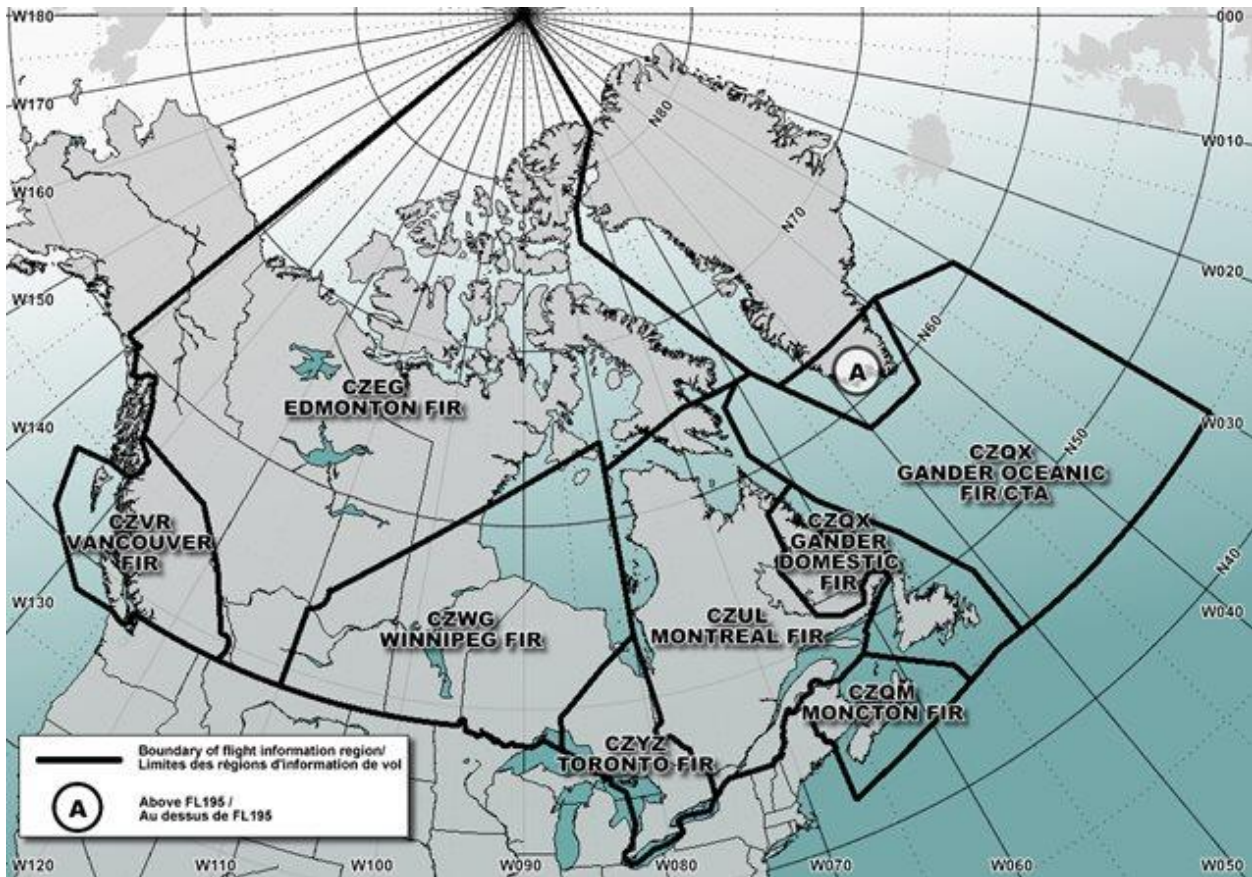 W180
000
W170
N80
W010
W160
N70
W020
W150
N60
CZEG
EDMONTON FIR
A
W030
W140
N50
CZQX
GANDER OCEANIC
FIR/CTA
CZVR
VANCOUVER
FIR
CZQX
GANDER
DOMESTIC
FIR
N40
W130
W040
CZWG
WINNIPEG FIR
CZUL
MONTREAL FIR
CZQM
MONCTON FIR
CZYZ
TORONTO FIR
Boundary of flight information region/
Limites des régions d'information de vol
A
Above FL195 /
Au dessus de FL195
W120
W110
W100
W090
W080
W070
W060
W050